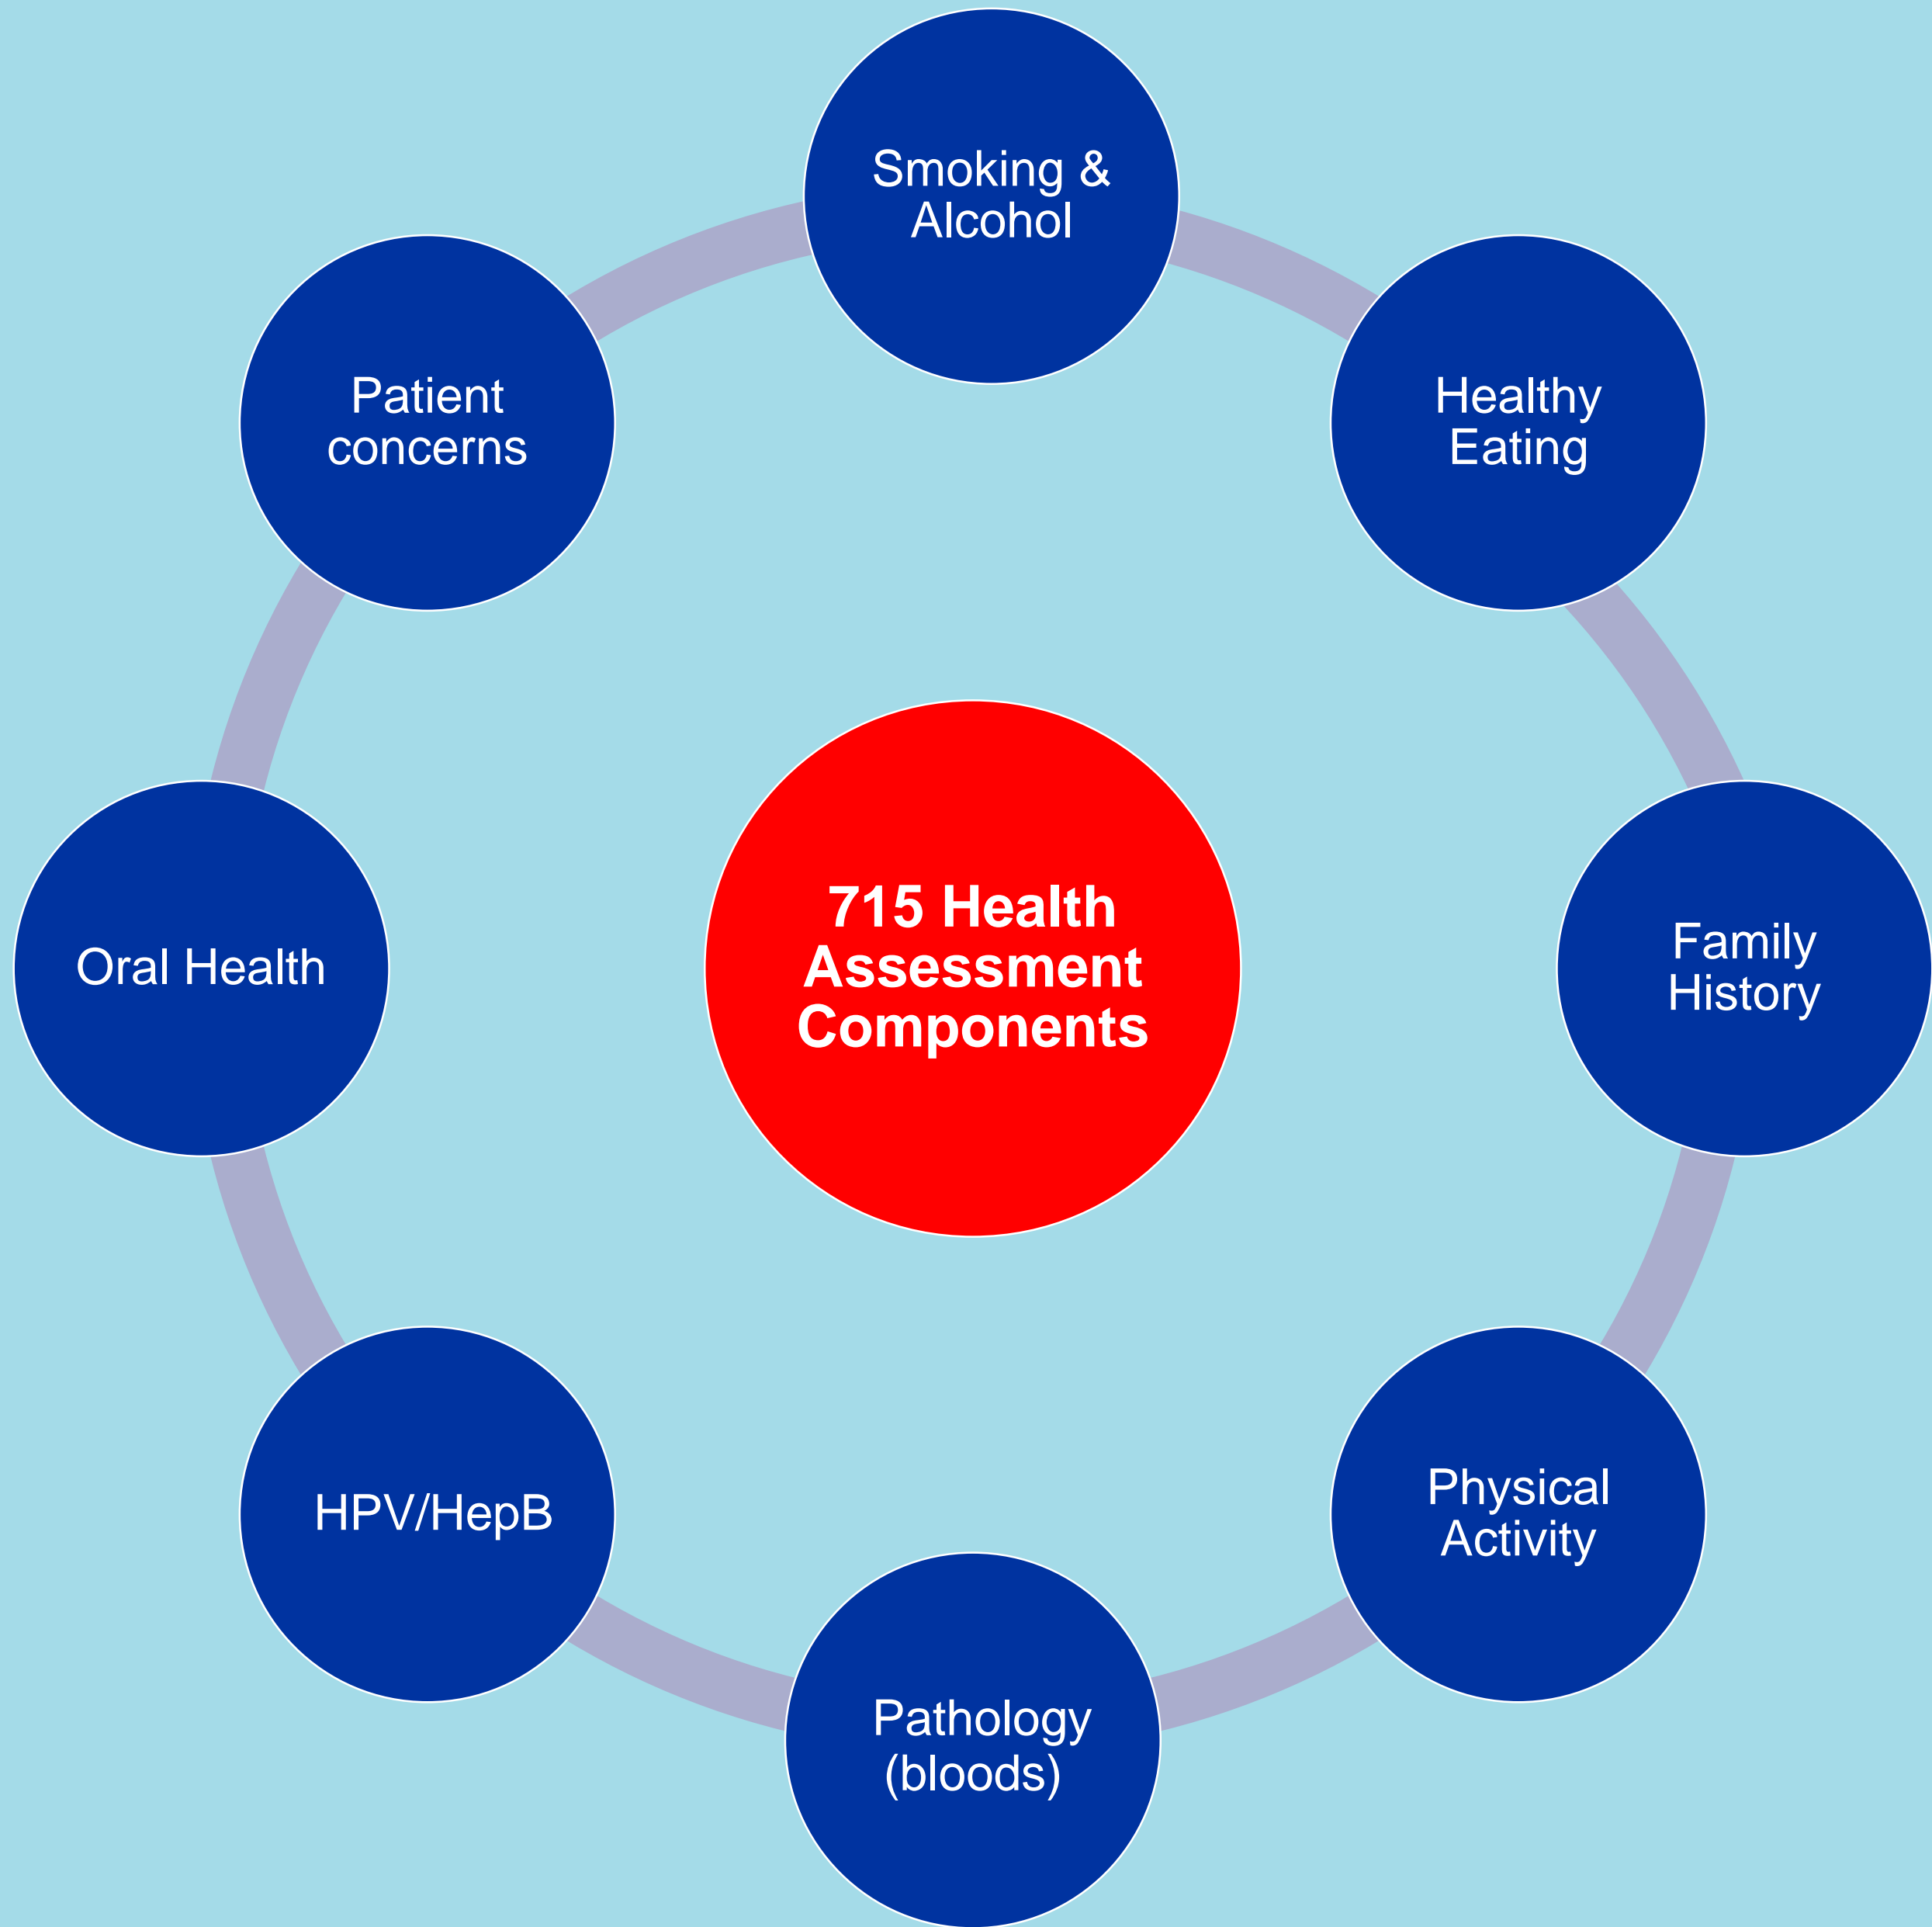 Smoking &
Alcohol
Healthy
Eating
Family
History
Physical
Activity
Pathology
(bloods)
HPV/HepB
Oral Health
Patient
concerns
715 Health
Assessment
Components